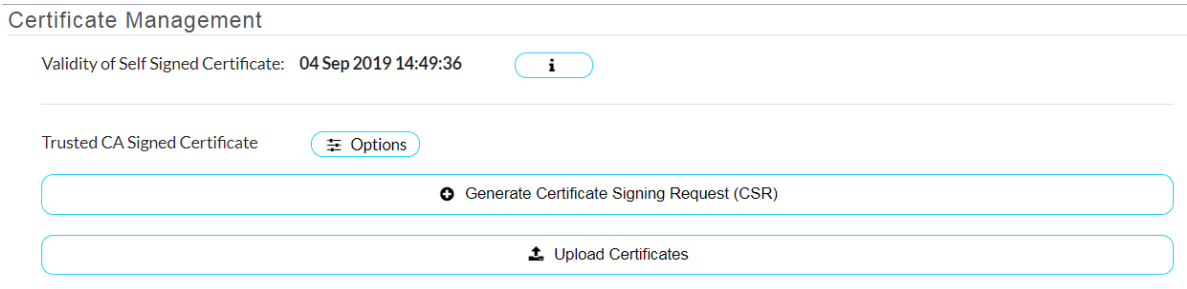 Certificate Management
Validity of Self Signed Certificate: 04 Sep 2019 14:49:36 i
Trusted CA Signed Certificate Options
Generate Certificate Signing Request (CSR)
Upload Certificates